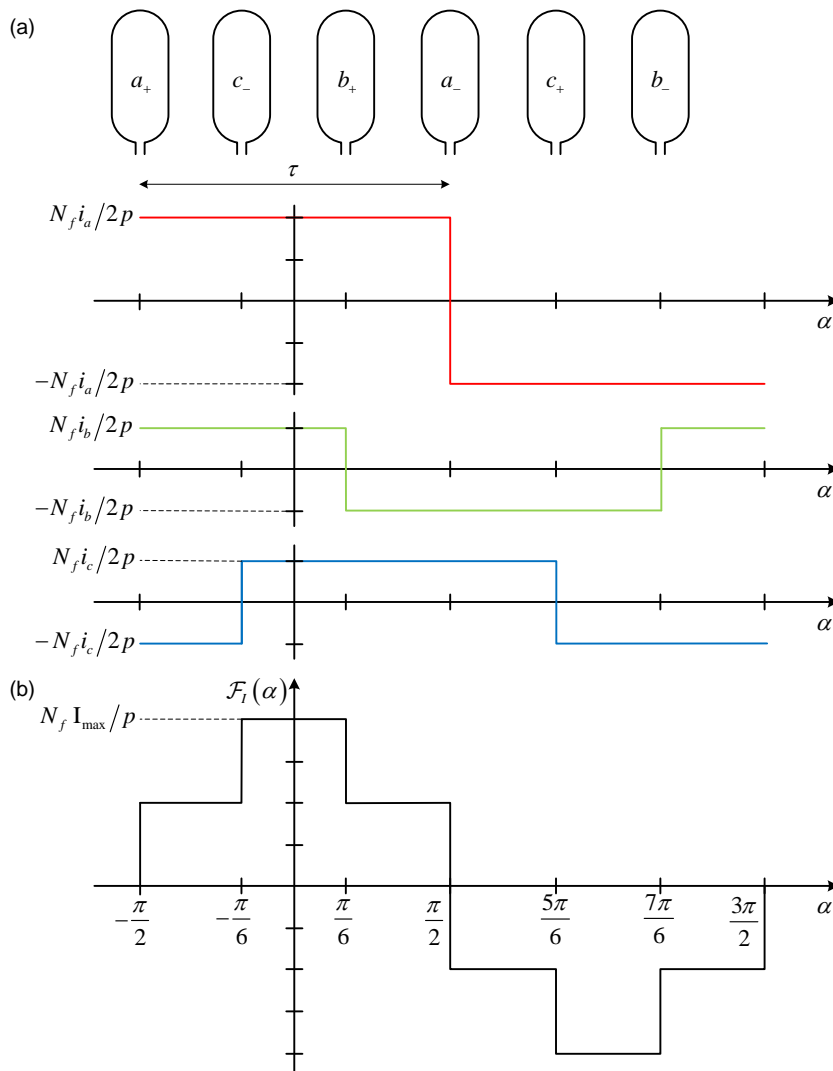 (a)
a₊ c₋ b₊ a₋ c₊ b₋
τ
N_f i_a/2p
α
−N_f i_a/2p
N_f i_b/2p
α
−N_f i_b/2p
N_f i_c/2p
α
−N_f i_c/2p
(b)
ℱ_I(α)
N_f I_max/p
−π/2 −π/6 π/6 π/2 5π/6 7π/6 3π/2 α